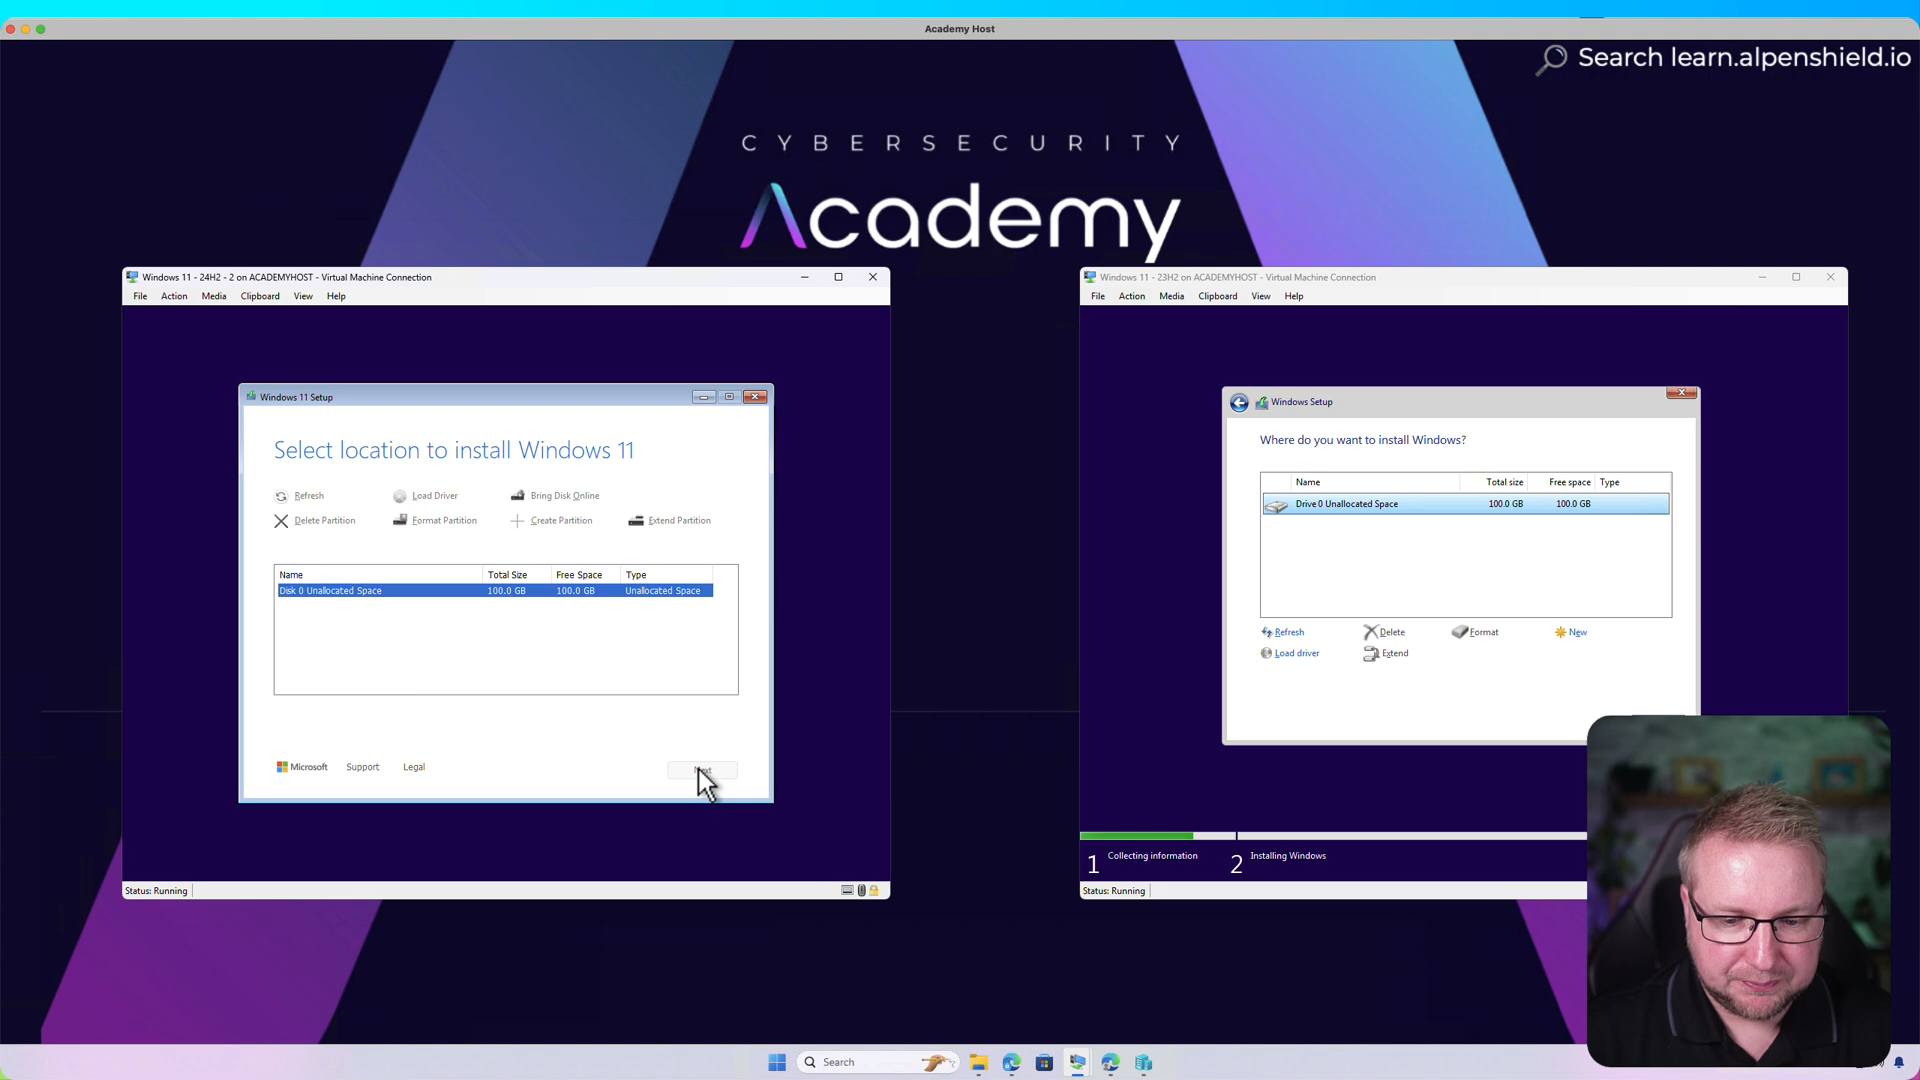 Academy Host
Search learn.alpenshield.io
CYBERSECURITY
Academy
Windows 11 - 24H2 - 2 on ACADEMYHOST - Virtual Machine Connection
File Action Media Clipboard View Help
Windows 11 Setup
Select location to install Windows 11
Refresh Load Driver Bring Disk Online
Delete Partition Format Partition Create Partition Extend Partition
Name Total Size Free Space Type
Disk 0 Unallocated Space 100.0 GB 100.0 GB Unallocated Space
Microsoft Support Legal
Status: Running
Windows 11 - 23H2 on ACADEMYHOST - Virtual Machine Connection
File Action Media Clipboard View Help
Windows Setup
Where do you want to install Windows?
Name Total size Free space Type
Drive 0 Unallocated Space 100.0 GB 100.0 GB
Refresh Delete Format New
Load driver Extend
1 Collecting information 2 Installing Windows
Status: Running
Search